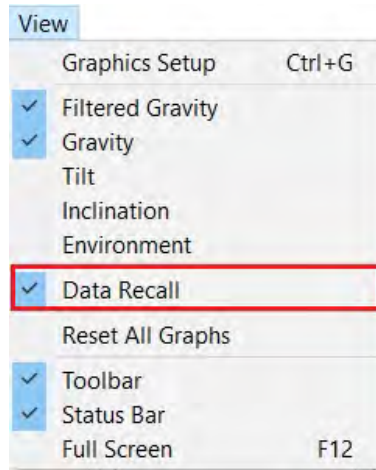 View
Graphics Setup Ctrl+G
Filtered Gravity
Gravity
Tilt
Inclination
Environment
Data Recall
Reset All Graphs
Toolbar
Status Bar
Full Screen F12